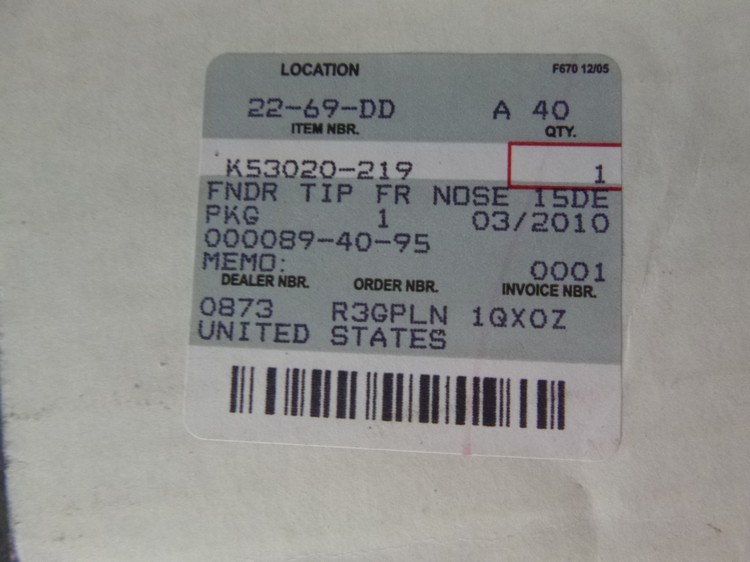 LOCATION F670 12/05
22-69-DD A 40
ITEM NBR. QTY.
K53020-219 1
FNDR TIP FR NOSE 15DE
PKG 1 03/2010
000089-40-95
MEMO: 0001
DEALER NBR. ORDER NBR. INVOICE NBR.
0873 R3GPLN 1QXOZ
UNITED STATES